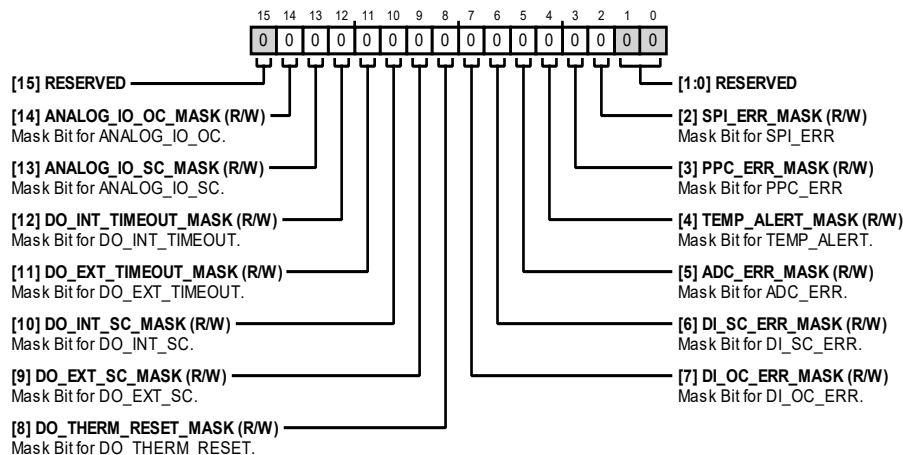 15 14 13 12 11 10 9 8 7 6 5 4 3 2 1 0
0 0 0 0 0 0 0 0 0 0 0 0 0 0 0 0
[15] RESERVED
[14] ANALOG_IO_OC_MASK (R/W)
Mask Bit for ANALOG_IO_OC.
[13] ANALOG_IO_SC_MASK (R/W)
Mask Bit for ANALOG_IO_SC.
[12] DO_INT_TIMEOUT_MASK (R/W)
Mask Bit for DO_INT_TIMEOUT.
[11] DO_EXT_TIMEOUT_MASK (R/W)
Mask Bit for DO_EXT_TIMEOUT.
[10] DO_INT_SC_MASK (R/W)
Mask Bit for DO_INT_SC.
[9] DO_EXT_SC_MASK (R/W)
Mask Bit for DO_EXT_SC.
[8] DO_THERM_RESET_MASK (R/W)
Mask Bit for DO_THERM_RESET.
[1:0] RESERVED
[2] SPI_ERR_MASK (R/W)
Mask Bit for SPI_ERR
[3] PPC_ERR_MASK (R/W)
Mask Bit for PPC_ERR
[4] TEMP_ALERT_MASK (R/W)
Mask Bit for TEMP_ALERT.
[5] ADC_ERR_MASK (R/W)
Mask Bit for ADC_ERR.
[6] DI_SC_ERR_MASK (R/W)
Mask Bit for DI_SC_ERR.
[7] DI_OC_ERR_MASK (R/W)
Mask Bit for DI_OC_ERR.